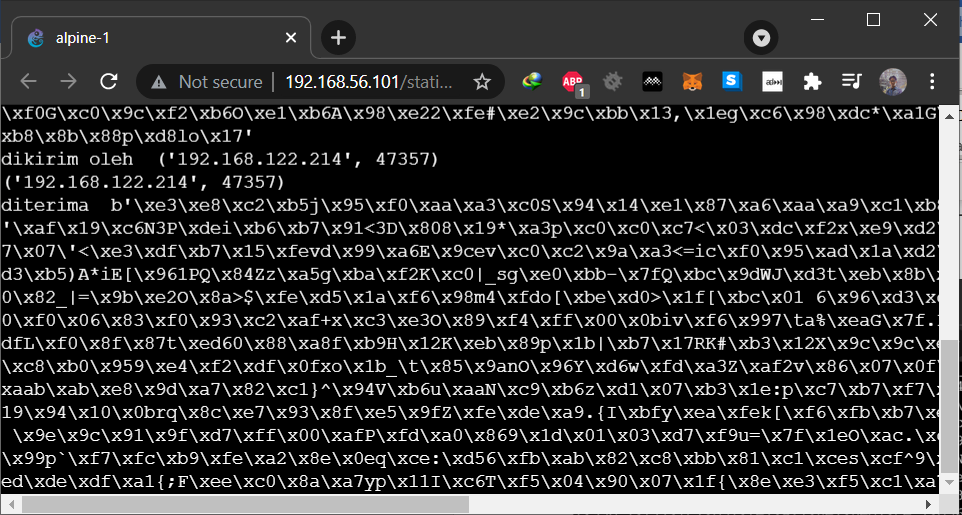 alpine-1
Not secure | 192.168.56.101/stati...
ABP
1
S
\xf0G\xc0\x9c\xf2\xb6O\xe1\xb6A\x98\xe22\xfe#\xe2\x9c\xbb\x13,\x1eg\xc6\x98\xdc*\xa1G
xb8\x8b\x88p\xd8lo\x17'
dikirim oleh  ('192.168.122.214', 47357)
('192.168.122.214', 47357)
diterima  b'\xe3\xe8\xc2\xb5j\x95\xf0\xaa\xa3\xc0S\x94\x14\xe1\x87\xa6\xaa\xa9\xc1\xb8
'\xaf\x19\xc6N3P\xdei\xb6\xb7\x91<3D\x808\x19*\xa3p\xc0\xc0\xc7<\x03\xdc\xf2x\xe9\xd2
7\x07\'<\xe3\xdf\xb7\x15\xfevd\x99\xa6E\x9cev\xc0\xc2\x9a\xa3<=ic\xf0\x95\xad\x1a\xd2
d3\xb5)A*iE[\x961PQ\x84Zz\xa5g\xba\xf2K\xc0|_sg\xe0\xbb-\x7fQ\xbc\x9dWJ\xd3t\xeb\x8b\
0\x82_|=\x9b\xe2O\x8a>$\xfe\xd5\x1a\xf6\x98m4\xfdo[\xbe\xd0>\x1f[\xbc\x01 6\x96\xd3\x
0\xf0\x06\x83\xf0\x93\xc2\xaf+x\xc3\xe3O\x89\xf4\xff\x00\x0biv\xf6\x997\ta%\xeaG\x7f.
dfL\xf0\x8f\x87t\xed60\x88\xa8f\xb9H\x12K\xeb\x89p\x1b|\xb7\x17RK#\xb3\x12X\x9c\x9c\x
\xc8\xb0\x959\xe4\xf2\xdf\x0fxo\x1b_\t\x85\x9anO\x96Y\xd6w\xfd\xa3Z\xaf2v\x86\x07\x0f
xaab\xab\xe8\x9d\xa7\x82\xc1}^\x94V\xb6u\xaaN\xc9\xb6z\xd1\x07\xb3\x1e:p\xc7\xb7\xf7\
19\x94\x10\x0brq\x8c\xe7\x93\x8f\xe5\x9fZ\xfe\xde\xa9.{I\xbfy\xea\xfek[\xf6\xfb\xb7\x
\x9e\x9c\x91\x9f\xd7\xff\x00\xafP\xfd\xa0\x869\x1d\x01\x03\xd7\xf9u=\x7f\x1eO\xac.\x
\x99p`\xf7\xfc\xb9\xfe\xa2\x8e\x0eq\xce:\xd56\xfb\xab\x82\xc8\xbb\x81\xc1\xces\xcf^9\
ed\xde\xdf\xa1{;F\xee\xc0\x8a\xa7yp\x11I\xc6T\xf5\x04\x90\x07\x1f{\x8e\xe3\xf5\xc1\xa